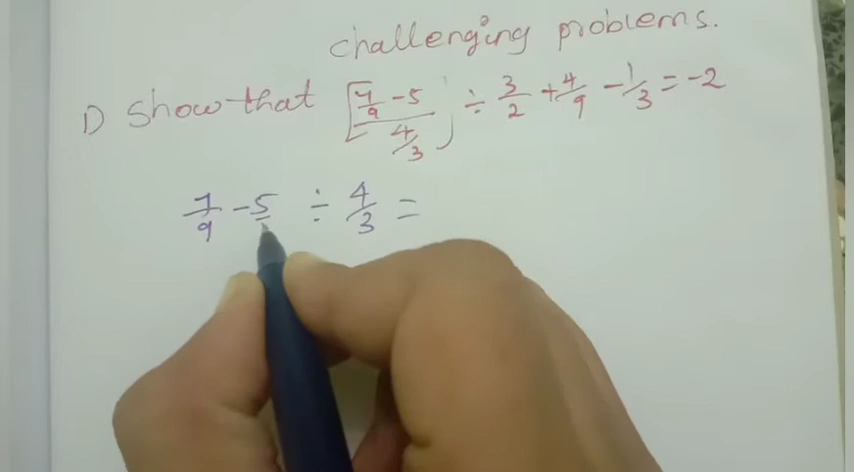 challenging problems.
1) Show that [(7/9 - 5)/(4/3)] ÷ 3/2 + 4/9 - 1/3 = -2
7/9 - 5 ÷ 4/3 =